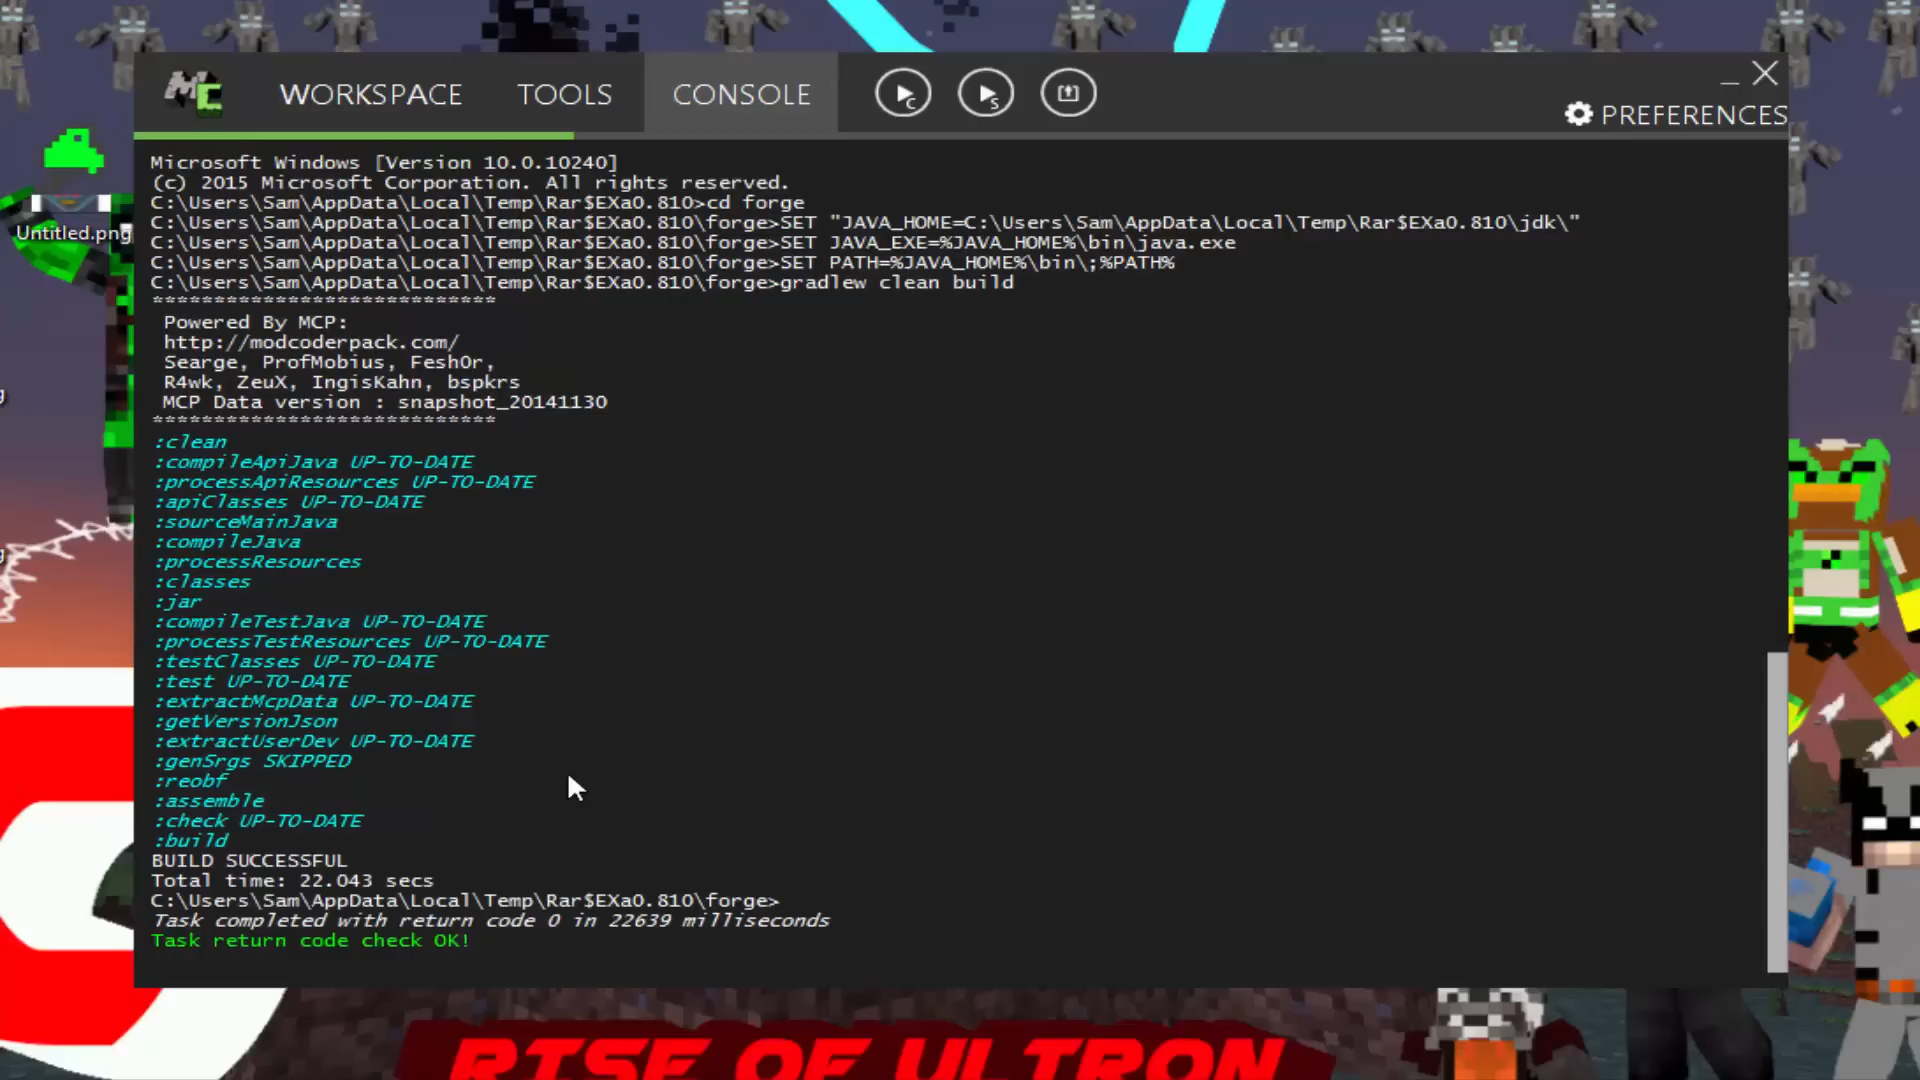 WORKSPACE TOOLS CONSOLE
PREFERENCES
Microsoft Windows [Version 10.0.10240]
(c) 2015 Microsoft Corporation. All rights reserved.
C:\Users\Sam\AppData\Local\Temp\Rar$EXa0.810>cd forge
C:\Users\Sam\AppData\Local\Temp\Rar$EXa0.810\forge>SET "JAVA_HOME=C:\Users\Sam\AppData\Local\Temp\Rar$EXa0.810\jdk\"
C:\Users\Sam\AppData\Local\Temp\Rar$EXa0.810\forge>SET JAVA_EXE=%JAVA_HOME%\bin\java.exe
C:\Users\Sam\AppData\Local\Temp\Rar$EXa0.810\forge>SET PATH=%JAVA_HOME%\bin\;%PATH%
C:\Users\Sam\AppData\Local\Temp\Rar$EXa0.810\forge>gradlew clean build
****************************
Powered By MCP:
http://modcoderpack.com/
Searge, ProfMobius, Fesh0r,
R4wk, ZeuX, IngisKahn, bspkrs
MCP Data version : snapshot_20141130
****************************
:clean
:compileApiJava UP-TO-DATE
:processApiResources UP-TO-DATE
:apiClasses UP-TO-DATE
:sourceMainJava
:compileJava
:processResources
:classes
:jar
:compileTestJava UP-TO-DATE
:processTestResources UP-TO-DATE
:testClasses UP-TO-DATE
:test UP-TO-DATE
:extractMcpData UP-TO-DATE
:getVersionJson
:extractUserDev UP-TO-DATE
:genSrgs SKIPPED
:reobf
:assemble
:check UP-TO-DATE
:build
BUILD SUCCESSFUL
Total time: 22.043 secs
C:\Users\Sam\AppData\Local\Temp\Rar$EXa0.810\forge>
Task completed with return code 0 in 22639 milliseconds
Task return code check OK!
Untitled.png
RISE OF ULTRON